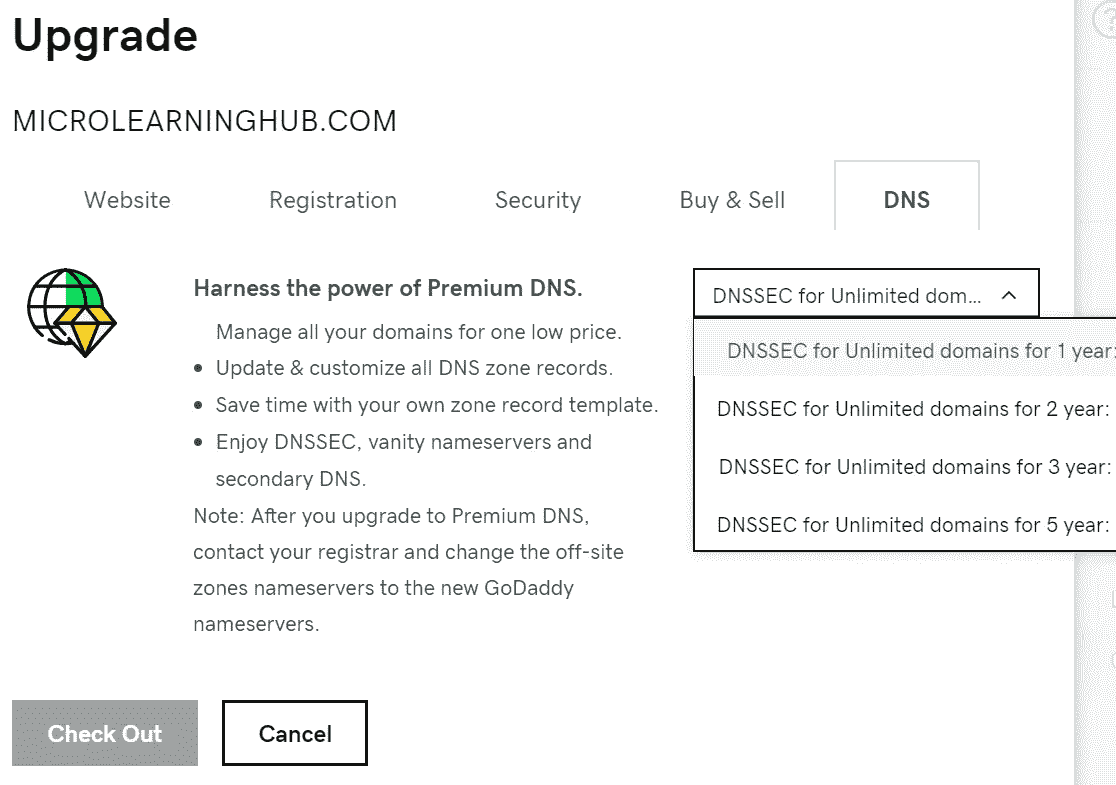 Upgrade
MICROLEARNINGHUB.COM
Website
Registration
Security
Buy & Sell
DNS
Harness the power of Premium DNS.
Manage all your domains for one low price.
Update & customize all DNS zone records.
Save time with your own zone record template.
Enjoy DNSSEC, vanity nameservers and
secondary DNS.
Note: After you upgrade to Premium DNS,
contact your registrar and change the off-site
zones nameservers to the new GoDaddy
nameservers.
DNSSEC for Unlimited dom...
DNSSEC for Unlimited domains for 1 year:
DNSSEC for Unlimited domains for 2 year:
DNSSEC for Unlimited domains for 3 year:
DNSSEC for Unlimited domains for 5 year:
Check Out
Cancel